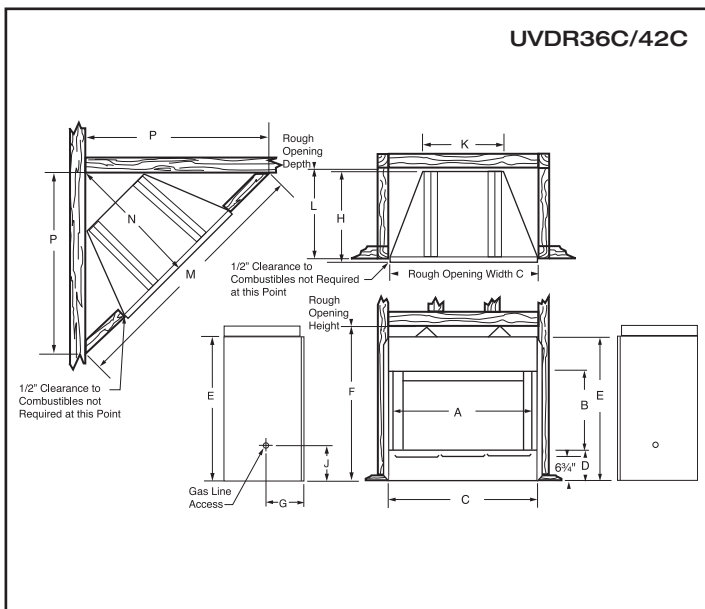 UVDR36C/42C
P
Rough
Opening
Depth
K
P
N
M
L
H
1/2" Clearance to
Combustibles not Required
at this Point
Rough Opening Width C
Rough
Opening
Height
1/2" Clearance to
Combustibles not
Required at this Point
E
F
A
B
E
J
6¾"
D
Gas Line
Access
G
C